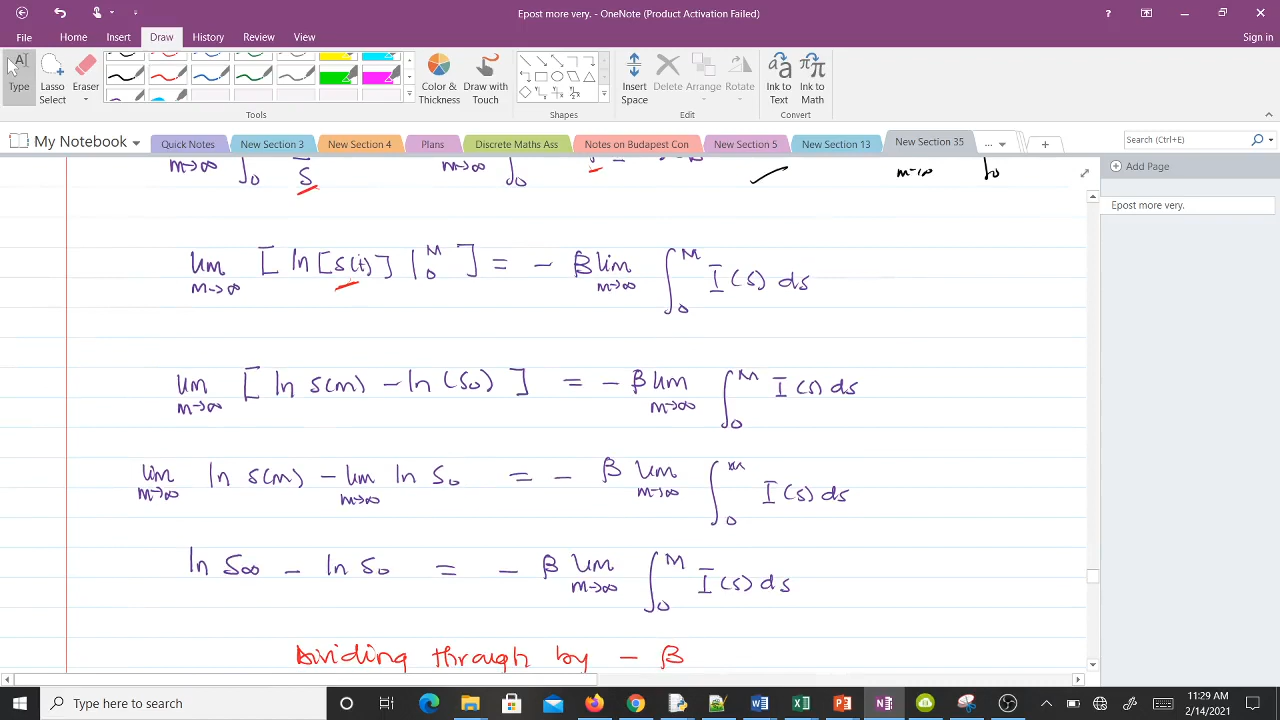 Epost more very. - OneNote (Product Activation Failed)
Sign in
File Home Insert Draw History Review View
Type
Lasso Select
Eraser
Color & Thickness
Draw with Touch
Insert Space
Delete
Arrange
Rotate
Ink to Text
Ink to Math
Tools
Shapes
Edit
Convert
My Notebook
Quick Notes
New Section 3
New Section 4
Plans
Discrete Maths Ass
Notes on Budapest Con
New Section 5
New Section 13
New Section 35
...
Search (Ctrl+E)
Add Page
Epost more very.
m→∞ ∫0 S m→∞ ∫0
lim m→∞ [ ln [S(t)] |₀ᴹ ] = - β lim m→∞ ∫₀ᴹ I(s) ds
lim m→∞ [ ln S(m) - ln (S₀) ] = - β lim m→∞ ∫₀ᴹ I(s) ds
lim m→∞ ln S(m) - lim m→∞ ln S₀ = - β lim m→∞ ∫₀ᵐ I(s) ds
ln S∞ - ln S₀ = - β lim m→∞ ∫₀ᴹ I(s) ds
Dividing through by - β
Type here to search
11:29 AM
2/14/2021